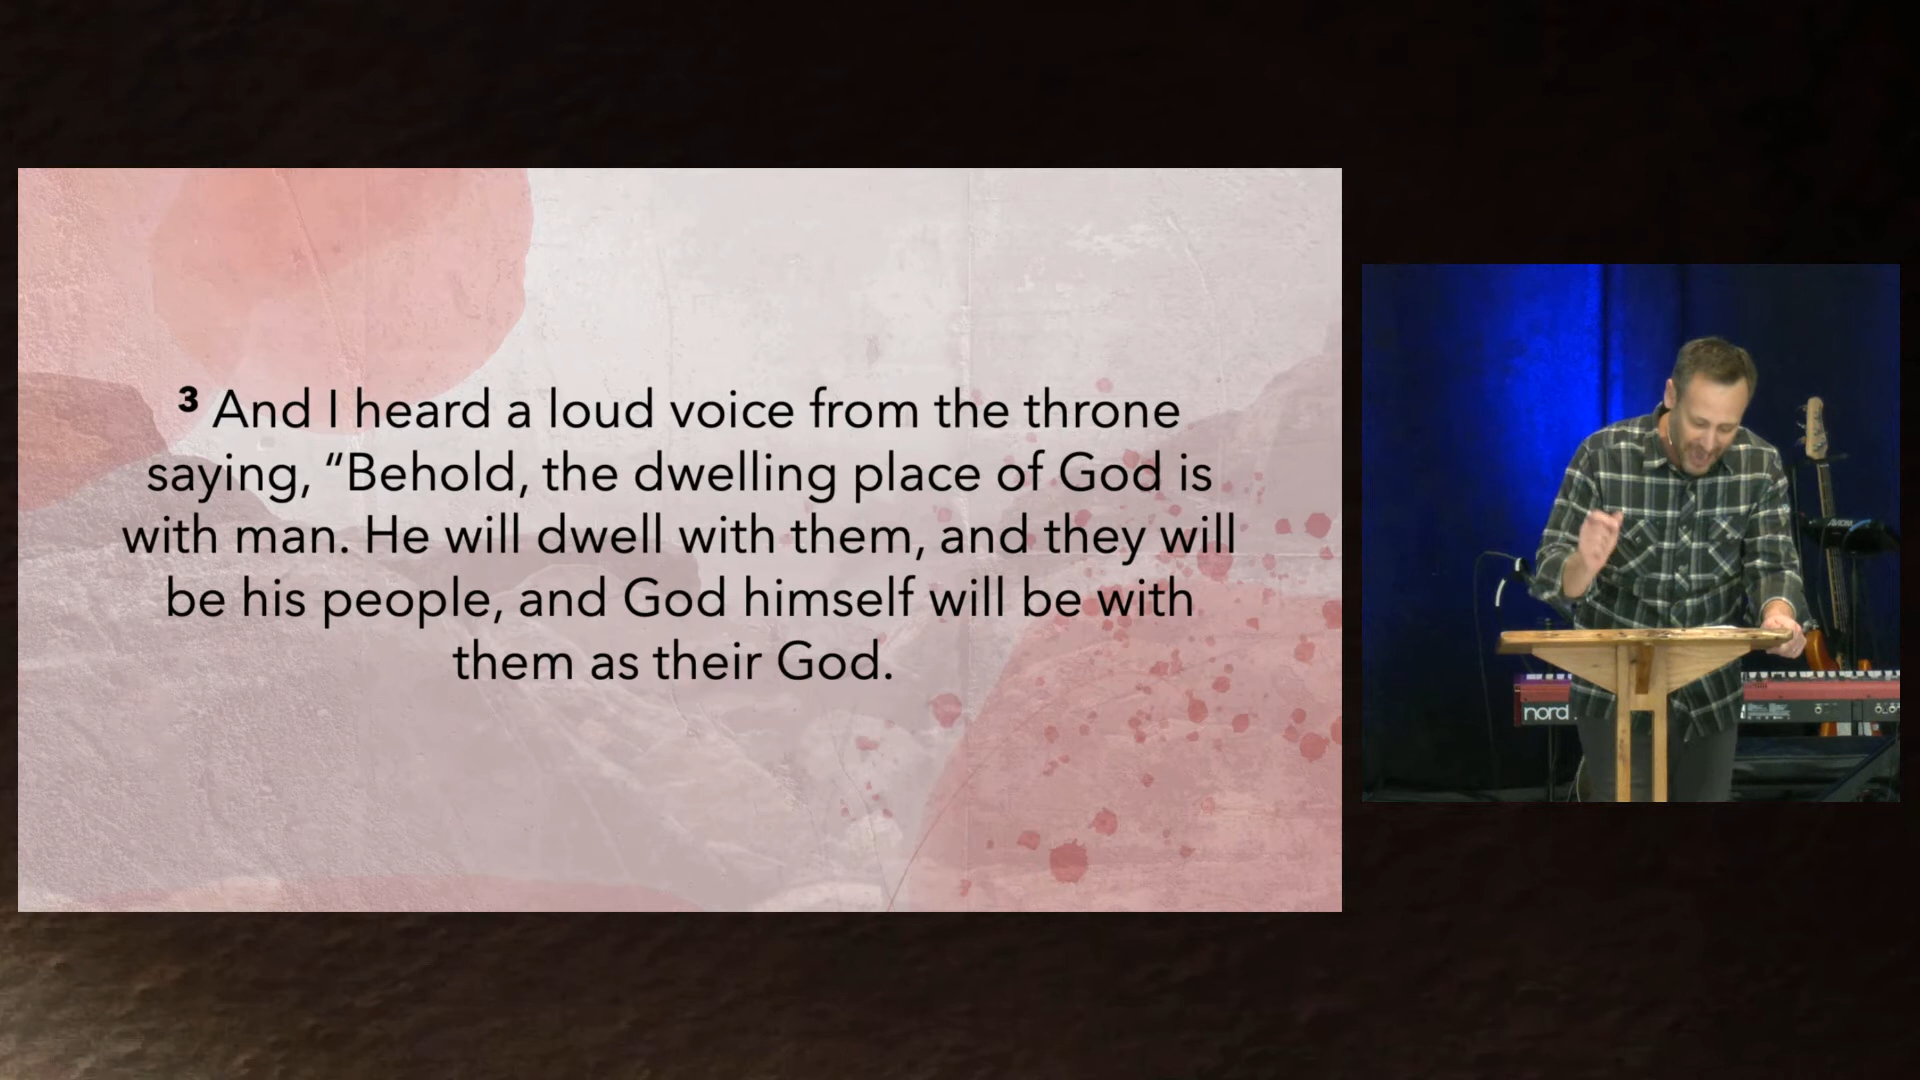 3 And I heard a loud voice from the throne
saying, “Behold, the dwelling place of God is
with man. He will dwell with them, and they will
be his people, and God himself will be with
them as their God.
nord